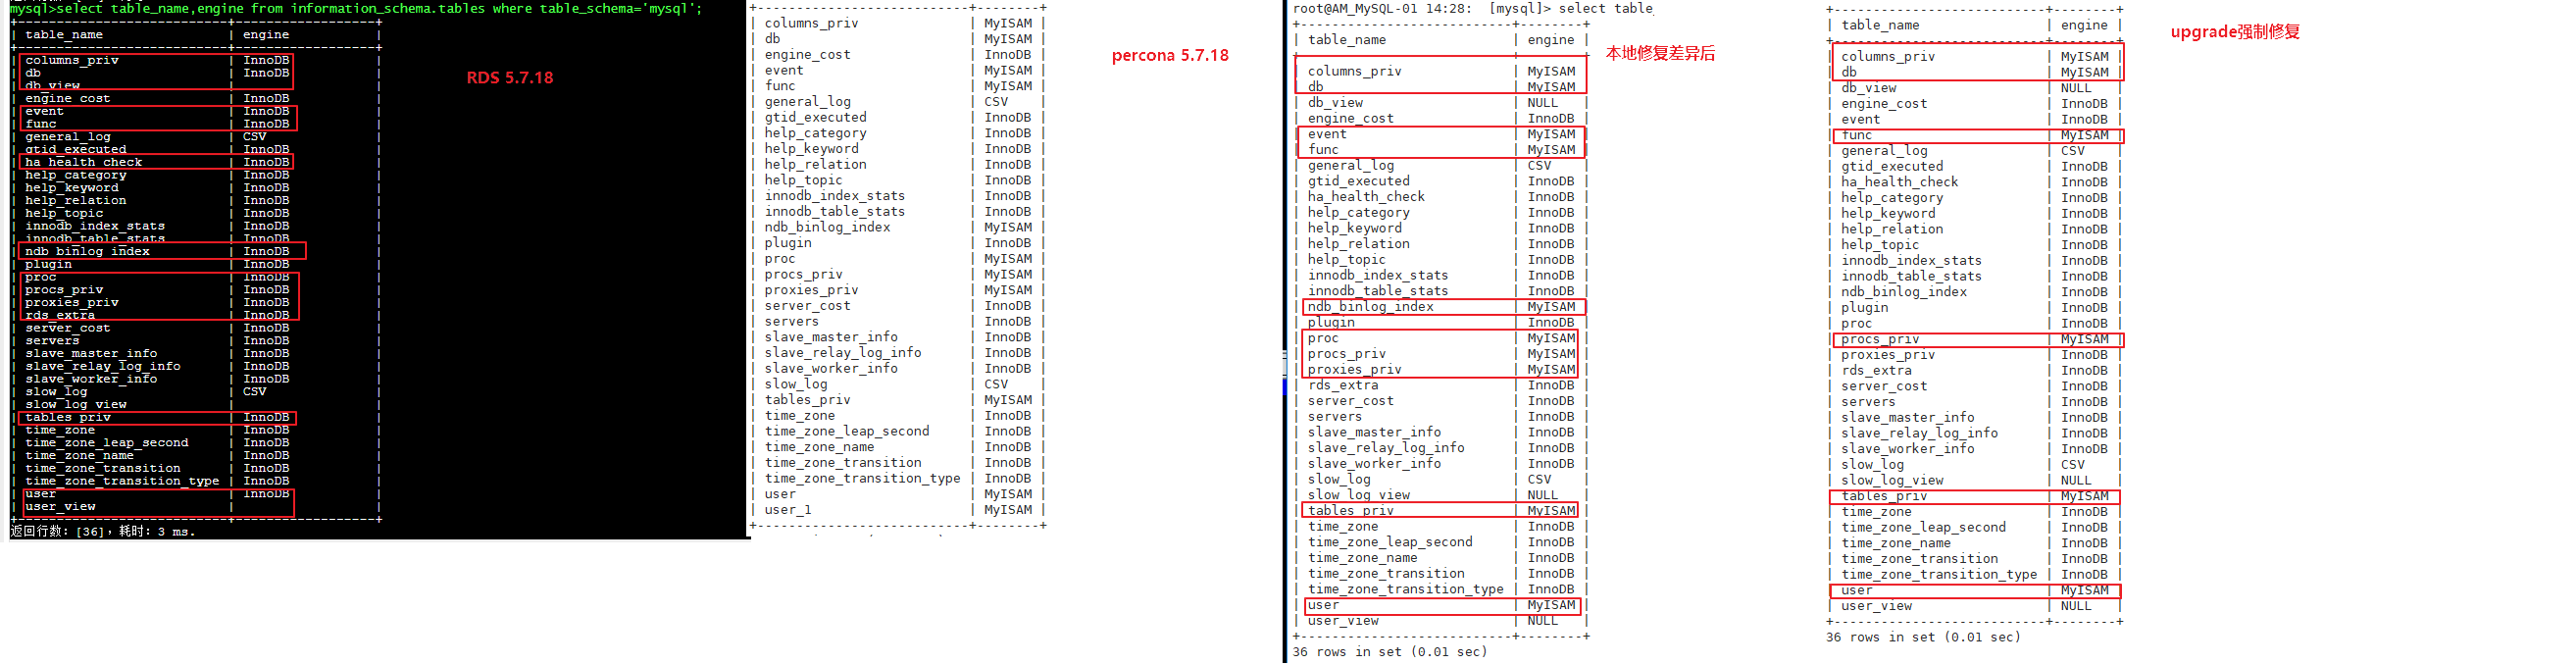 mysql>select table_name,engine from information_schema.tables where table_schema='mysql';
+----------------------------+------------------+
| table_name | engine |
+----------------------------+------------------+
| columns_priv | InnoDB |
| db | InnoDB |
| db_view | |
| engine_cost | InnoDB |
| event | InnoDB |
| func | InnoDB |
| general_log | CSV |
| gtid_executed | InnoDB |
| ha_health_check | InnoDB |
| help_category | InnoDB |
| help_keyword | InnoDB |
| help_relation | InnoDB |
| help_topic | InnoDB |
| innodb_index_stats | InnoDB |
| innodb_table_stats | InnoDB |
| ndb_binlog_index | InnoDB |
| plugin | InnoDB |
| proc | InnoDB |
| procs_priv | InnoDB |
| proxies_priv | InnoDB |
| rds_extra | InnoDB |
| server_cost | InnoDB |
| servers | InnoDB |
| slave_master_info | InnoDB |
| slave_relay_log_info | InnoDB |
| slave_worker_info | InnoDB |
| slow_log | CSV |
| slow_log_view | |
| tables_priv | InnoDB |
| time_zone | InnoDB |
| time_zone_leap_second | InnoDB |
| time_zone_name | InnoDB |
| time_zone_transition | InnoDB |
| time_zone_transition_type | InnoDB |
| user | InnoDB |
| user_view | |
+----------------------------+------------------+
返回行数: [36], 耗时: 3 ms.
RDS 5.7.18
+---------------------------+--------+
| columns_priv | MyISAM |
| db | MyISAM |
| engine_cost | InnoDB |
| event | MyISAM |
| func | MyISAM |
| general_log | CSV |
| gtid_executed | InnoDB |
| help_category | InnoDB |
| help_keyword | InnoDB |
| help_relation | InnoDB |
| help_topic | InnoDB |
| innodb_index_stats | InnoDB |
| innodb_table_stats | InnoDB |
| ndb_binlog_index | MyISAM |
| plugin | InnoDB |
| proc | MyISAM |
| procs_priv | MyISAM |
| proxies_priv | MyISAM |
| server_cost | InnoDB |
| servers | InnoDB |
| slave_master_info | InnoDB |
| slave_relay_log_info | InnoDB |
| slave_worker_info | InnoDB |
| slow_log | CSV |
| tables_priv | MyISAM |
| time_zone | InnoDB |
| time_zone_leap_second | InnoDB |
| time_zone_name | InnoDB |
| time_zone_transition | InnoDB |
| time_zone_transition_type | InnoDB |
| user | MyISAM |
| user_1 | MyISAM |
+---------------------------+--------+
percona 5.7.18
root@AM_MySQL-01 14:28: [mysql]> select table
+---------------------------+--------+
| table_name | engine |
+---------------------------+--------+
| columns_priv | MyISAM |
| db | MyISAM |
| db_view | NULL |
| engine_cost | InnoDB |
| event | MyISAM |
| func | MyISAM |
| general_log | CSV |
| gtid_executed | InnoDB |
| ha_health_check | InnoDB |
| help_category | InnoDB |
| help_keyword | InnoDB |
| help_relation | InnoDB |
| help_topic | InnoDB |
| innodb_index_stats | InnoDB |
| innodb_table_stats | InnoDB |
| ndb_binlog_index | MyISAM |
| plugin | InnoDB |
| proc | MyISAM |
| procs_priv | MyISAM |
| proxies_priv | MyISAM |
| rds_extra | InnoDB |
| server_cost | InnoDB |
| servers | InnoDB |
| slave_master_info | InnoDB |
| slave_relay_log_info | InnoDB |
| slave_worker_info | InnoDB |
| slow_log | CSV |
| slow_log_view | NULL |
| tables_priv | MyISAM |
| time_zone | InnoDB |
| time_zone_leap_second | InnoDB |
| time_zone_name | InnoDB |
| time_zone_transition | InnoDB |
| time_zone_transition_type | InnoDB |
| user | MyISAM |
| user_view | NULL |
+---------------------------+--------+
36 rows in set (0.01 sec)
本地修复差异后
+---------------------------+--------+
| table_name | engine |
+---------------------------+--------+
| columns_priv | MyISAM |
| db | MyISAM |
| db_view | NULL |
| engine_cost | InnoDB |
| event | InnoDB |
| func | MyISAM |
| general_log | CSV |
| gtid_executed | InnoDB |
| ha_health_check | InnoDB |
| help_category | InnoDB |
| help_keyword | InnoDB |
| help_relation | InnoDB |
| help_topic | InnoDB |
| innodb_index_stats | InnoDB |
| innodb_table_stats | InnoDB |
| ndb_binlog_index | InnoDB |
| plugin | InnoDB |
| proc | InnoDB |
| procs_priv | MyISAM |
| proxies_priv | InnoDB |
| rds_extra | InnoDB |
| server_cost | InnoDB |
| servers | InnoDB |
| slave_master_info | InnoDB |
| slave_relay_log_info | InnoDB |
| slave_worker_info | InnoDB |
| slow_log | CSV |
| slow_log_view | NULL |
| tables_priv | MyISAM |
| time_zone | InnoDB |
| time_zone_leap_second | InnoDB |
| time_zone_name | InnoDB |
| time_zone_transition | InnoDB |
| time_zone_transition_type | InnoDB |
| user | MyISAM |
| user_view | NULL |
+---------------------------+--------+
36 rows in set (0.01 sec)
upgrade强制修复